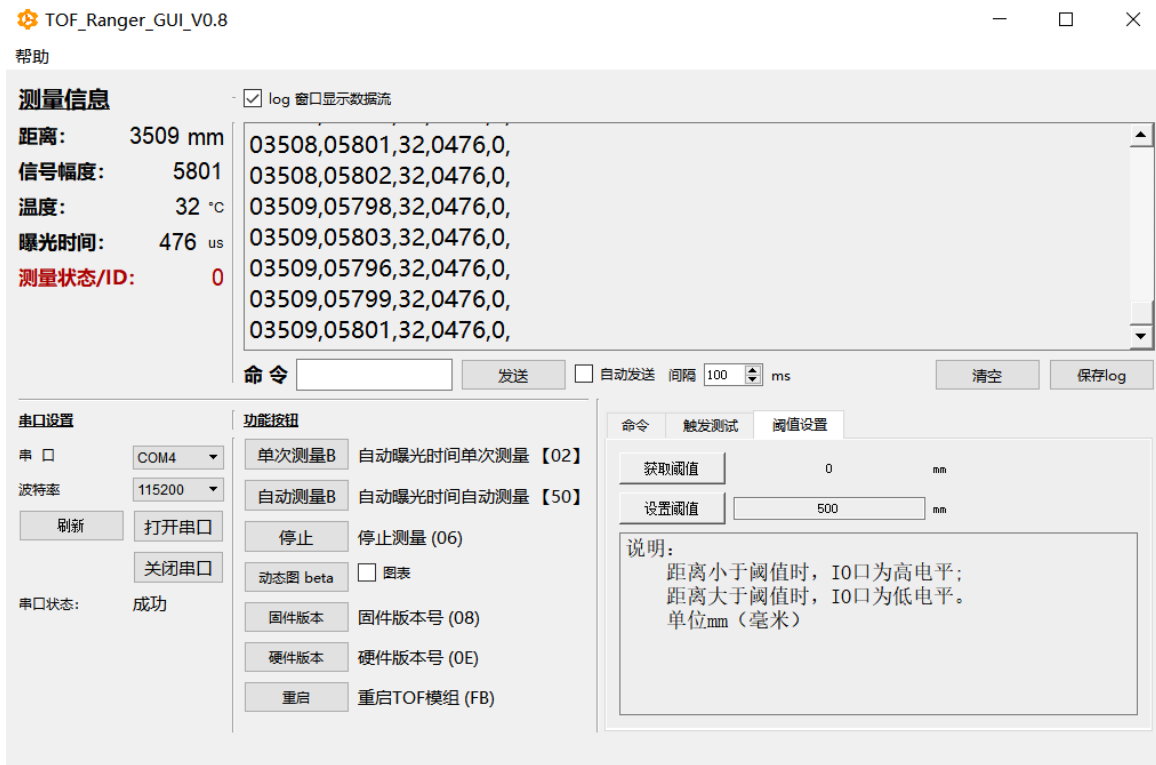 TOF_Ranger_GUI_V0.8
帮助
测量信息
距离: 3509 mm
信号幅度: 5801
温度: 32 °C
曝光时间: 476 us
测量状态/ID: 0
log 窗口显示数据流
03508,05801,32,0476,0,
03508,05802,32,0476,0,
03509,05798,32,0476,0,
03509,05803,32,0476,0,
03509,05796,32,0476,0,
03509,05799,32,0476,0,
03509,05801,32,0476,0,
命 令 发送 自动发送 间隔 100 ms 清空 保存log
串口设置
串 口 COM4
波特率 115200
刷新 打开串口
关闭串口
串口状态: 成功
功能按钮
单次测量B 自动曝光时间单次测量 【02】
自动测量B 自动曝光时间自动测量 【50】
停止 停止测量 (06)
动态图 beta 图表
固件版本 固件版本号 (08)
硬件版本 硬件版本号 (0E)
重启 重启TOF模组 (FB)
命令 触发测试 阈值设置
获取阈值 0 mm
设置阈值 500 mm
说明:
距离小于阈值时，IO口为高电平;
距离大于阈值时，IO口为低电平。
单位mm（毫米）